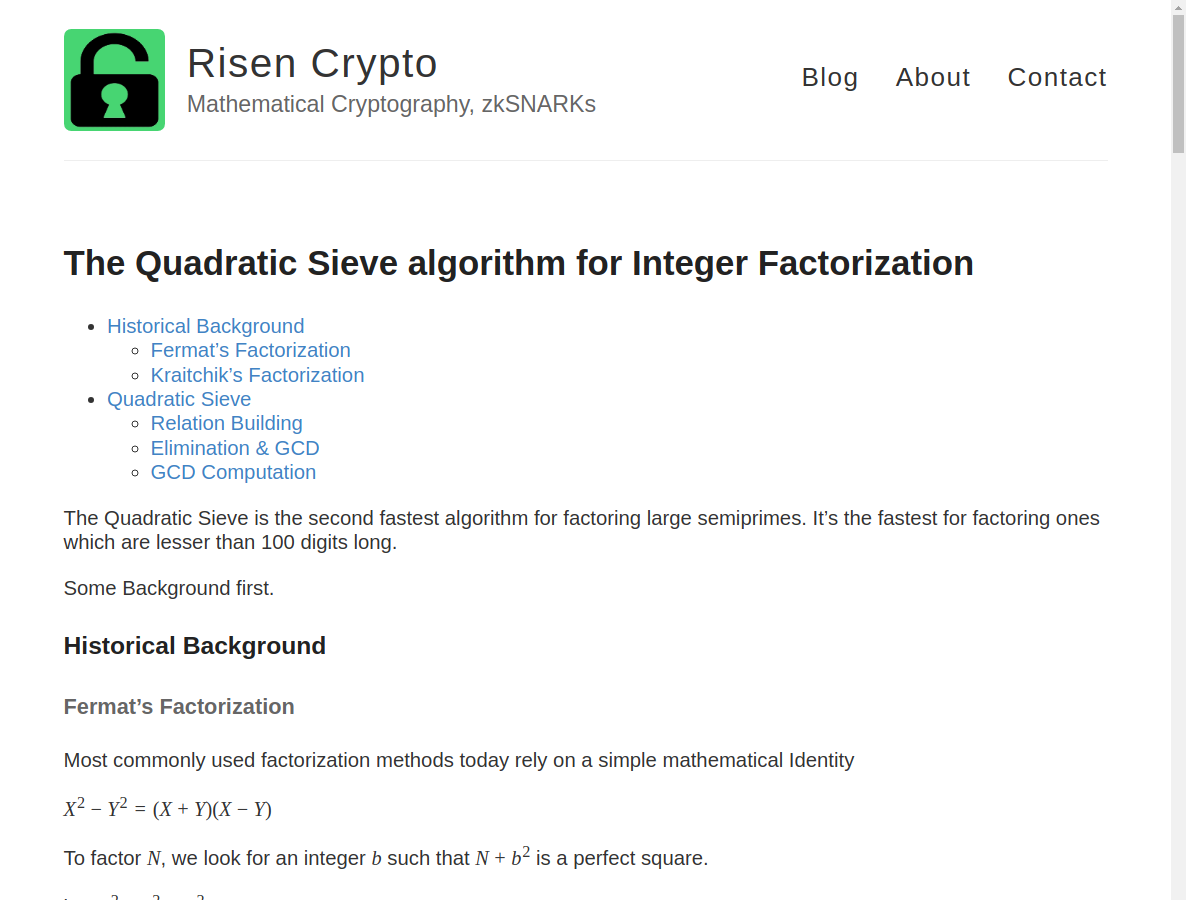 Risen Crypto
Mathematical Cryptography, zkSNARKs
Blog About Contact
The Quadratic Sieve algorithm for Integer Factorization
Historical Background
Fermat’s Factorization
Kraitchik’s Factorization
Quadratic Sieve
Relation Building
Elimination & GCD
GCD Computation
The Quadratic Sieve is the second fastest algorithm for factoring large semiprimes. It’s the fastest for factoring ones
which are lesser than 100 digits long.
Some Background first.
Historical Background
Fermat’s Factorization
Most commonly used factorization methods today rely on a simple mathematical Identity
X² − Y² = (X + Y)(X − Y)
To factor N, we look for an integer b such that N + b² is a perfect square.